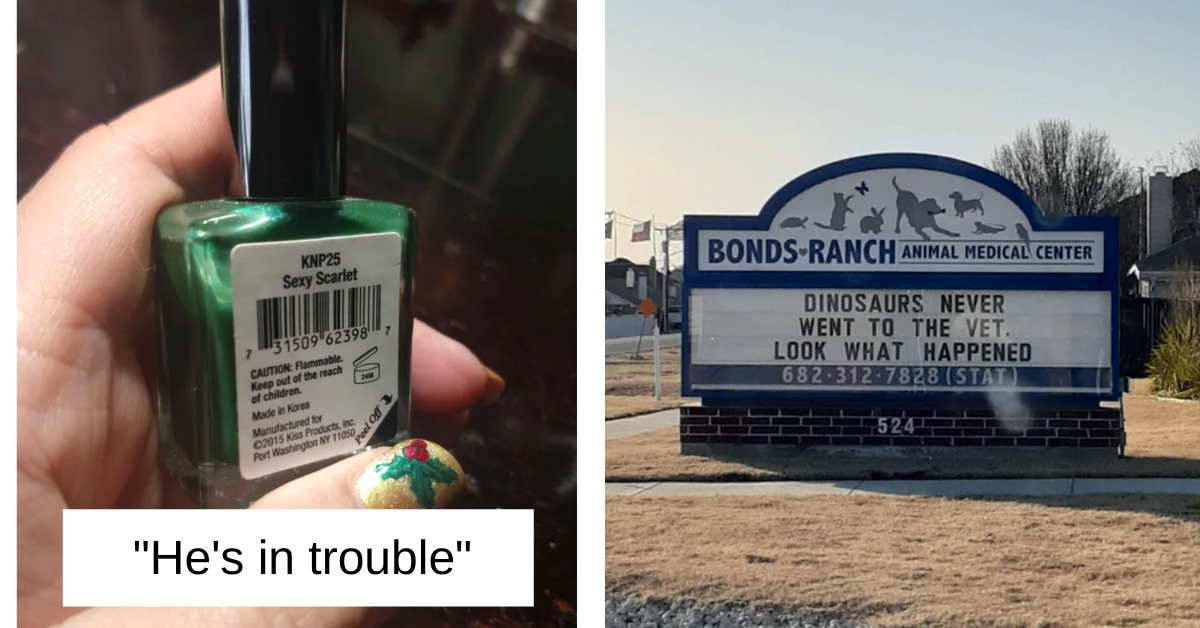 KNP25
Sexy Scarlet
7 31509 62398 7
CAUTION: Flammable.
Keep out of the reach
of children.
24M
Made in Korea
Manufactured for
©2015 Kiss Products, Inc.
Port Washington NY 11050
Peel Off
"He's in trouble"
BONDS RANCH ANIMAL MEDICAL CENTER
DINOSAURS NEVER
WENT TO THE VET.
LOOK WHAT HAPPENED
682·312·7828 (STAT)
524